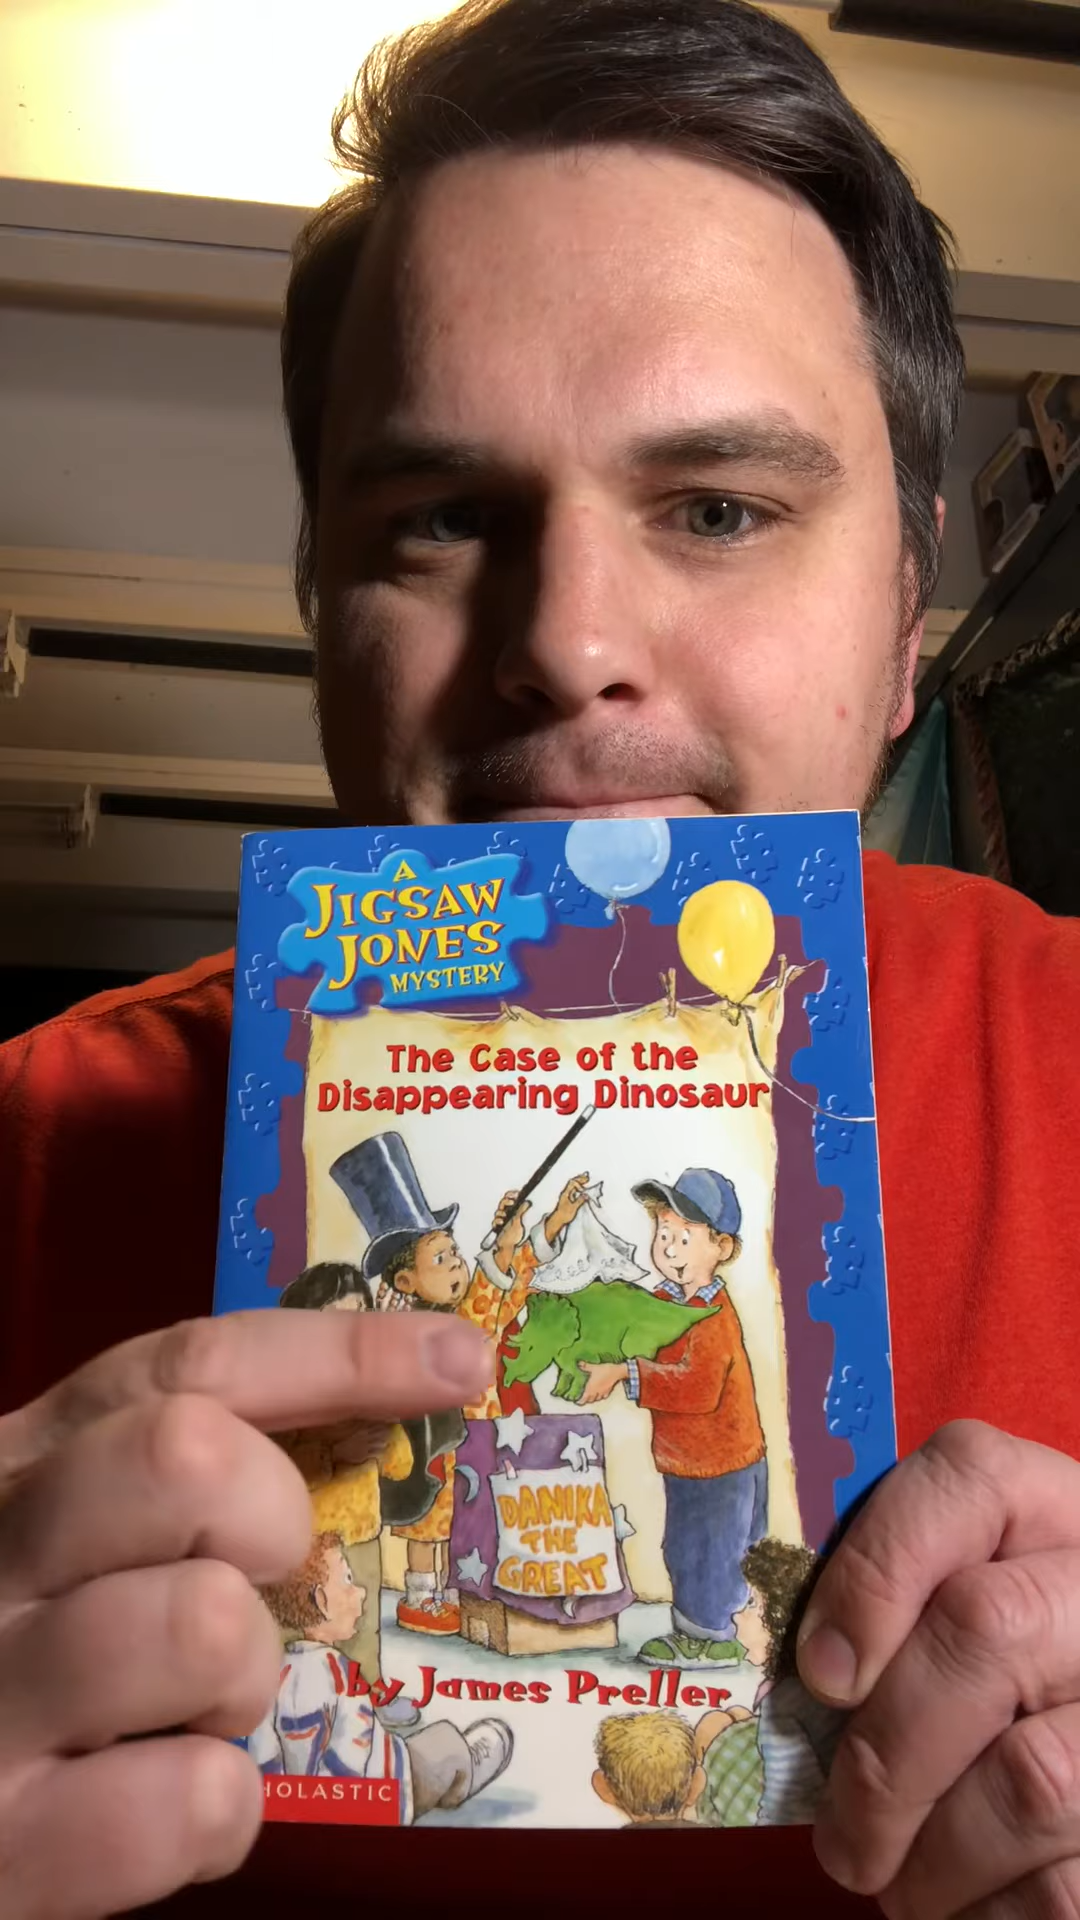 A
JIGSAW
JONES
MYSTERY
The Case of the
Disappearing Dinosaur
DANIKA
THE
GREAT
by James Preller
HOLASTIC